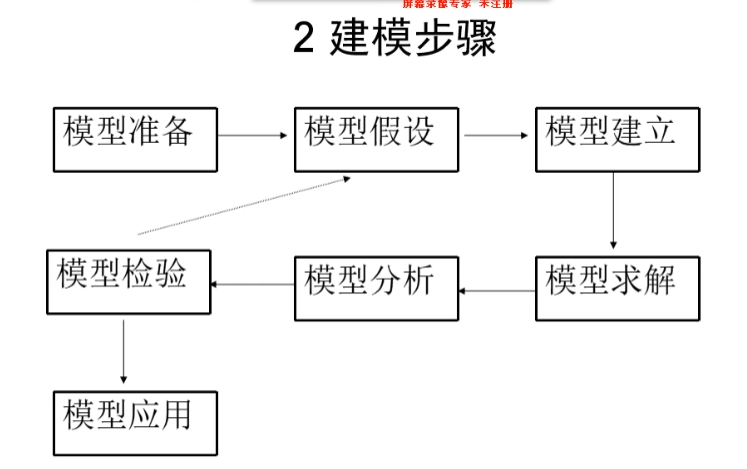 屏幕录像专家 未注册
2 建模步骤
模型准备
模型假设
模型建立
模型检验
模型分析
模型求解
模型应用